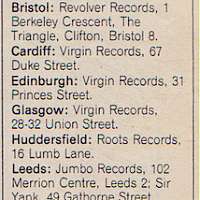 Bristol: Revolver Records, 1
Berkeley Crescent, The
Triangle, Clifton, Bristol 8.
Cardiff: Virgin Records, 67
Duke Street.
Edinburgh: Virgin Records, 31
Princes Street.
Glasgow: Virgin Records,
28-32 Union Street.
Huddersfield: Roots Records,
16 Lumb Lane.
Leeds: Jumbo Records, 102
Merrion Centre, Leeds 2; Sir
Yank, 49 Gathorne Street